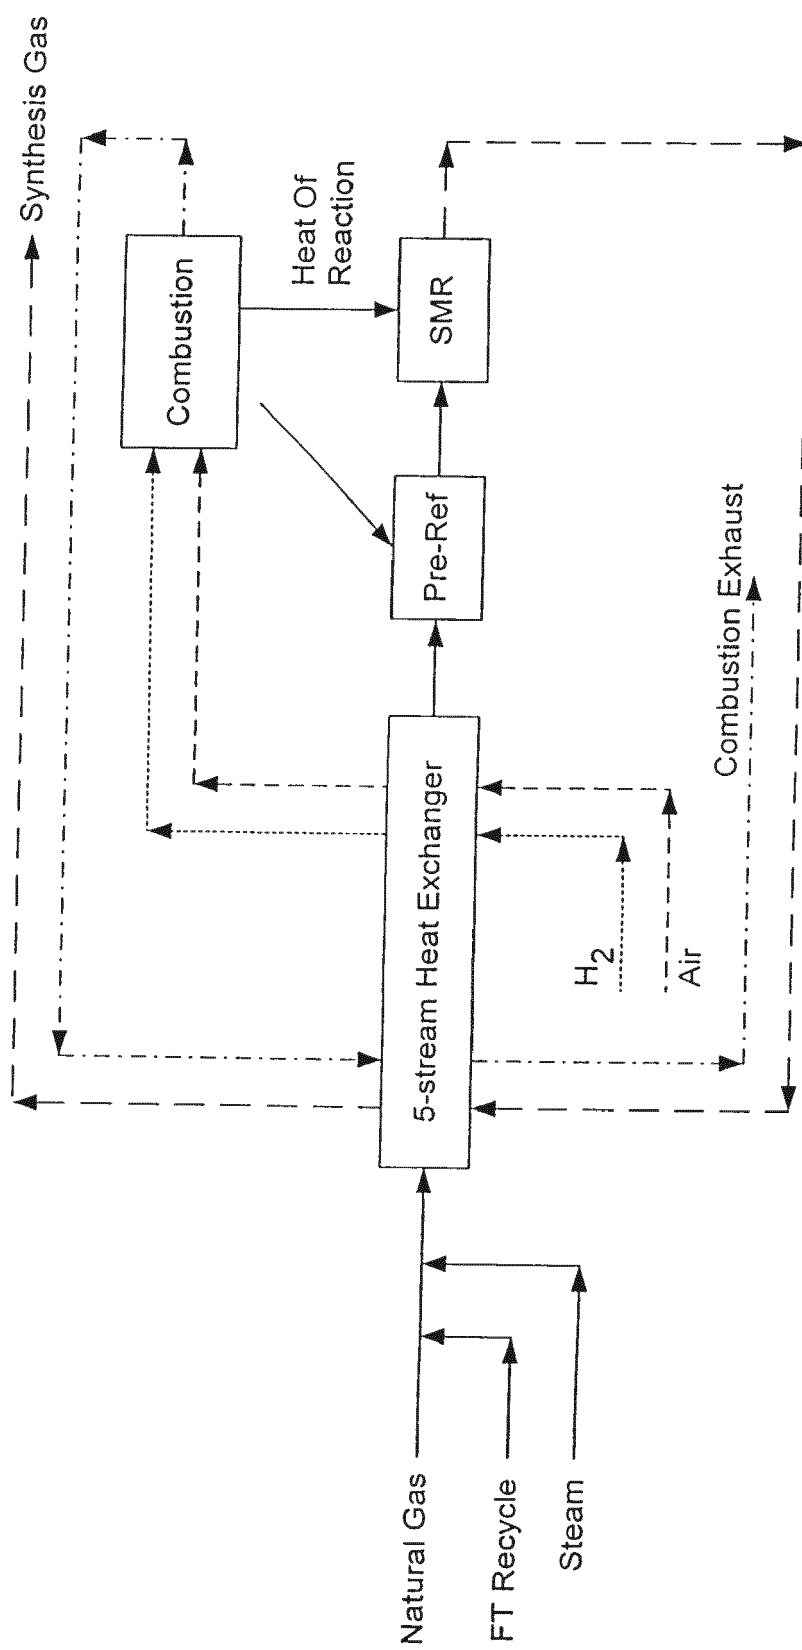 Synthesis Gas
Combustion
Heat Of
Reaction
SMR
Pre-Ref
5-stream Heat Exchanger
Combustion Exhaust
H2
Air
Natural Gas
FT Recycle
Steam